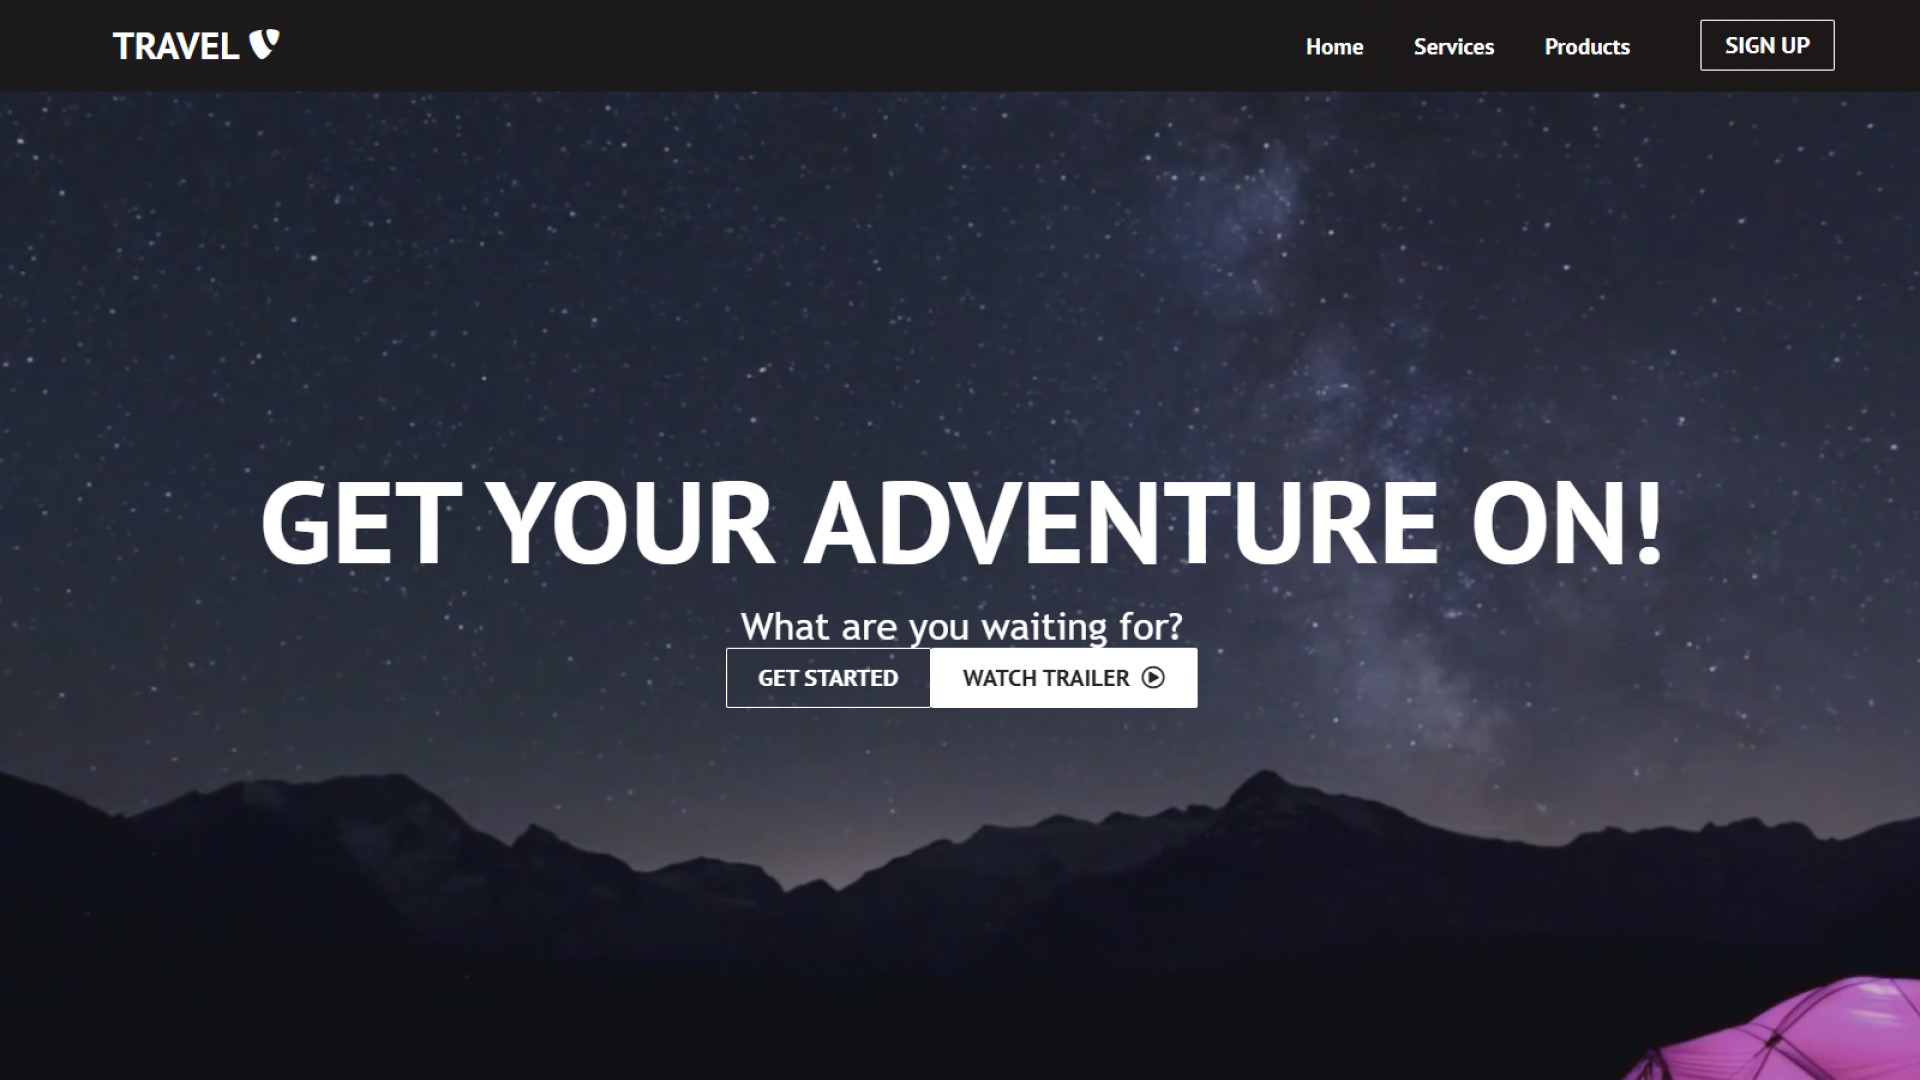 TRAVEL
Home
Services
Products
SIGN UP
GET YOUR ADVENTURE ON!
What are you waiting for?
GET STARTED
WATCH TRAILER